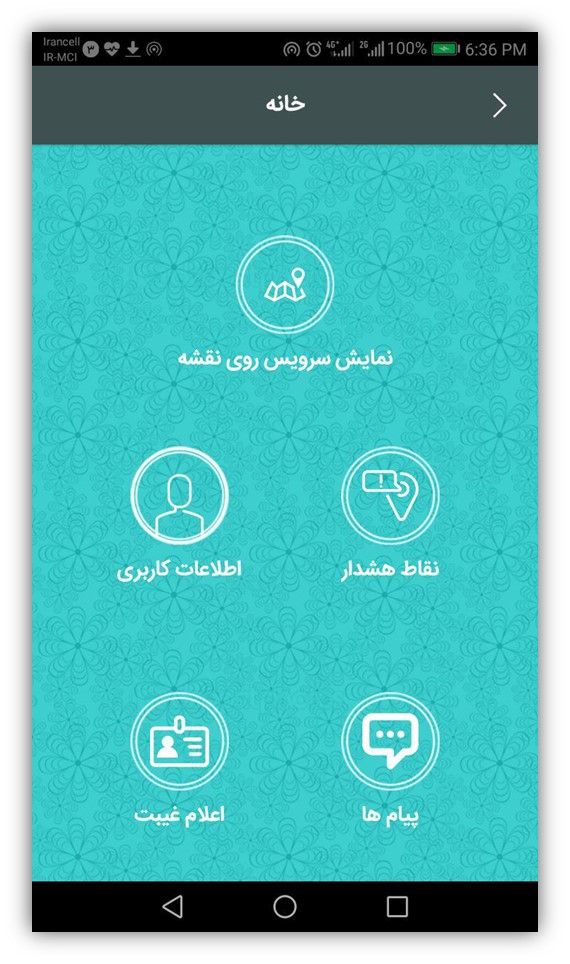 Irancell
IR-MCI
۳
4G+
2G
100%
6:36 PM
خانه
نمایش سرویس روی نقشه
نقاط هشدار
اطلاعات کاربری
پیام ها
اعلام غیبت